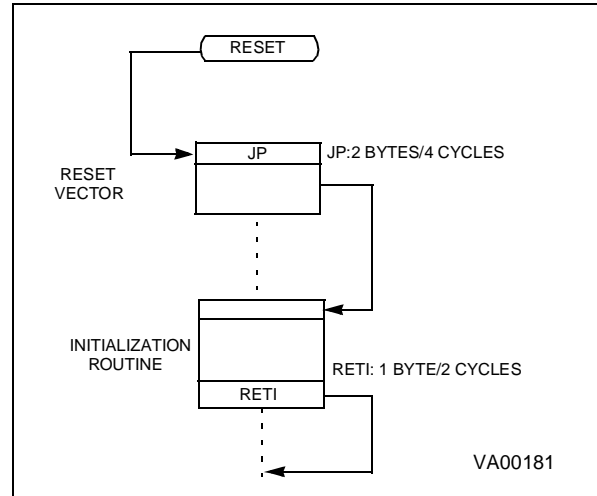 RESET
JP
JP:2 BYTES/4 CYCLES
RESET
VECTOR
INITIALIZATION
ROUTINE
RETI: 1 BYTE/2 CYCLES
RETI
VA00181